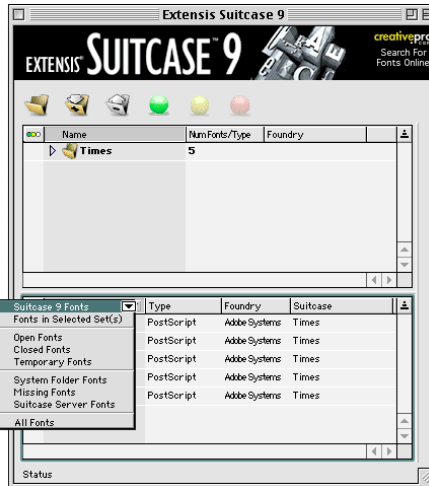 Extensis Suitcase 9
EXTENSIS® SUITCASE™ 9
creativepro
.com
Search For
Fonts Online
Name Num Fonts/Type Foundry
Times 5
Suitcase 9 Fonts Type Foundry Suitcase
Fonts in Selected Set(s)
PostScript Adobe Systems Times
Open Fonts
PostScript Adobe Systems Times
Closed Fonts
Temporary Fonts
PostScript Adobe Systems Times
System Folder Fonts
PostScript Adobe Systems Times
Missing Fonts
Suitcase Server Fonts
PostScript Adobe Systems Times
All Fonts
Status